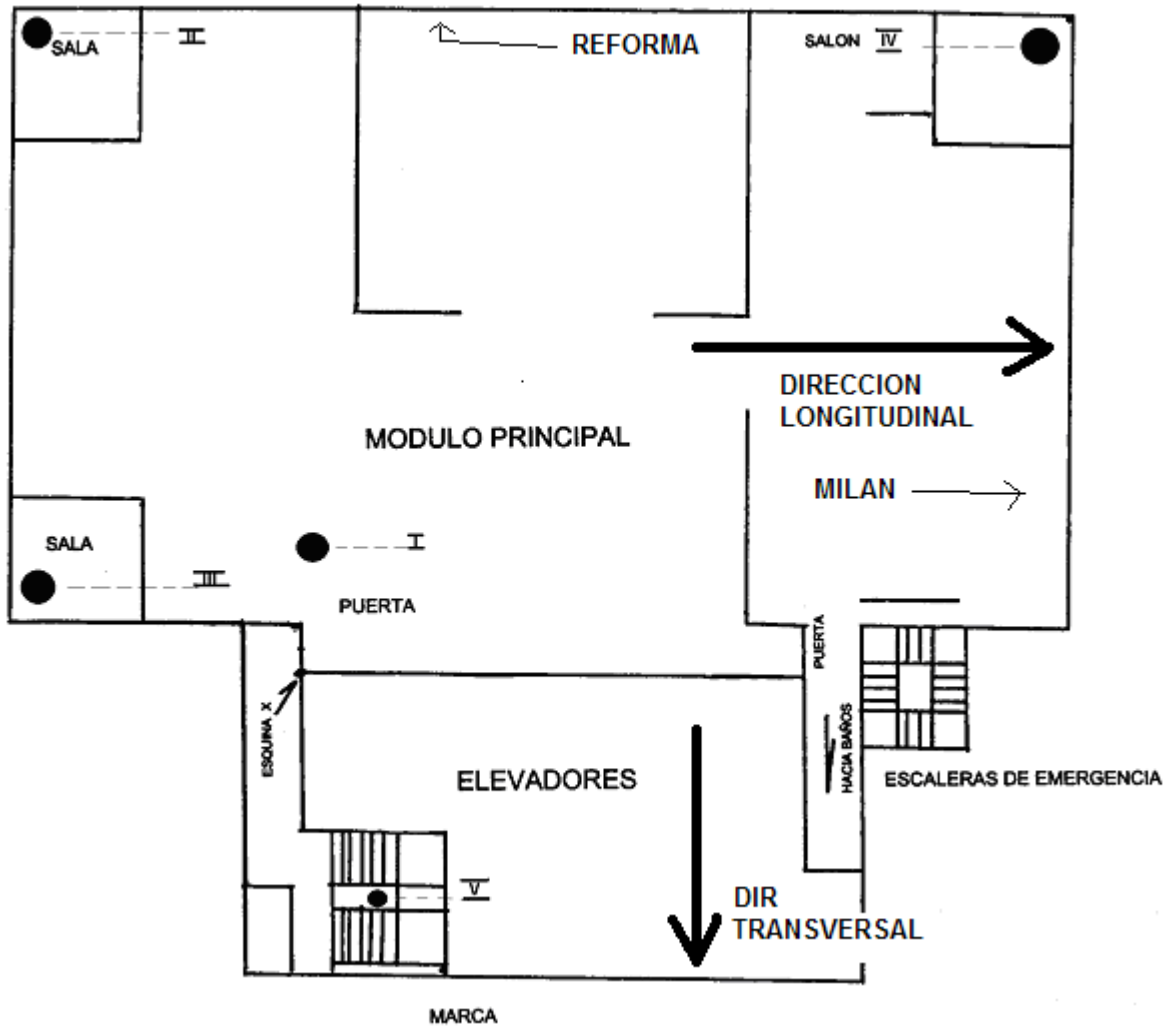 II
SALA
REFORMA
SALON IV
DIRECCION
LONGITUDINAL
MODULO PRINCIPAL
MILAN
SALA
I
III
PUERTA
PUERTA
ESQUINA X
HACIA BAÑOS
ELEVADORES
ESCALERAS DE EMERGENCIA
V
DIR
TRANSVERSAL
MARCA